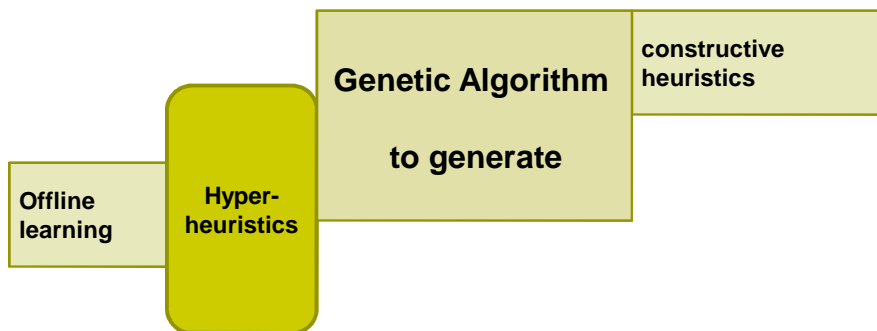 Offline
learning
Hyper-
heuristics
Genetic Algorithm
to generate
constructive
heuristics